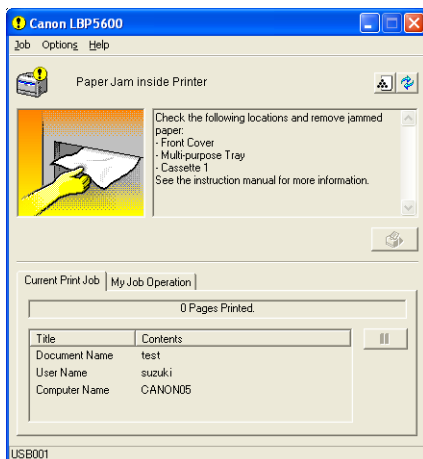 Canon LBP5600
Job Options Help
Paper Jam inside Printer
Check the following locations and remove jammed
paper:
- Front Cover
- Multi-purpose Tray
- Cassette 1
See the instruction manual for more information.
Current Print Job My Job Operation
0 Pages Printed.
Title Contents
Document Name test
User Name suzuki
Computer Name CANON05
USB001